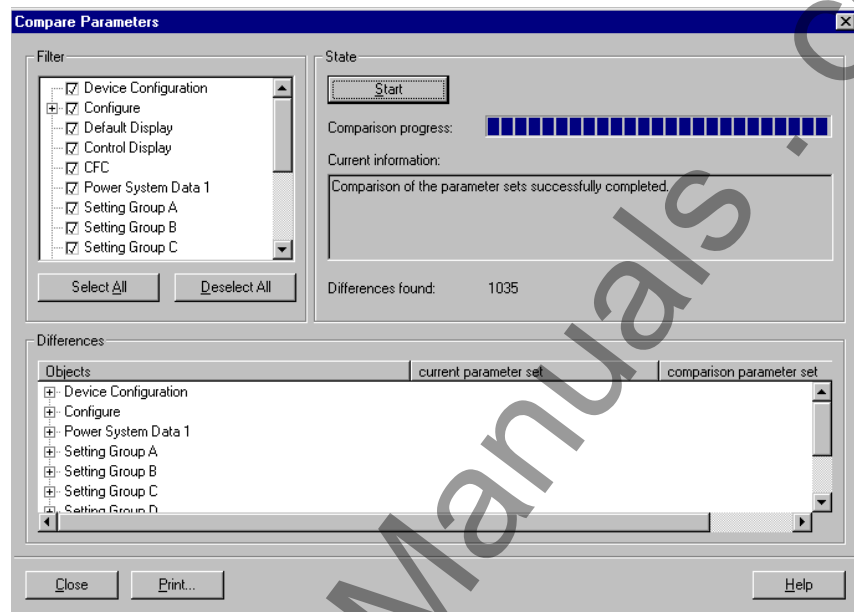 Compare Parameters
Filter
Device Configuration
Configure
Default Display
Control Display
CFC
Power System Data 1
Setting Group A
Setting Group B
Setting Group C
Select All
Deselect All
State
Start
Comparison progress:
Current information:
Comparison of the parameter sets successfully completed.
Differences found: 1035
Differences
Objects current parameter set comparison parameter set
Device Configuration
Configure
Power System Data 1
Setting Group A
Setting Group B
Setting Group C
Setting Group D
Close
Print...
Help
Manuals .